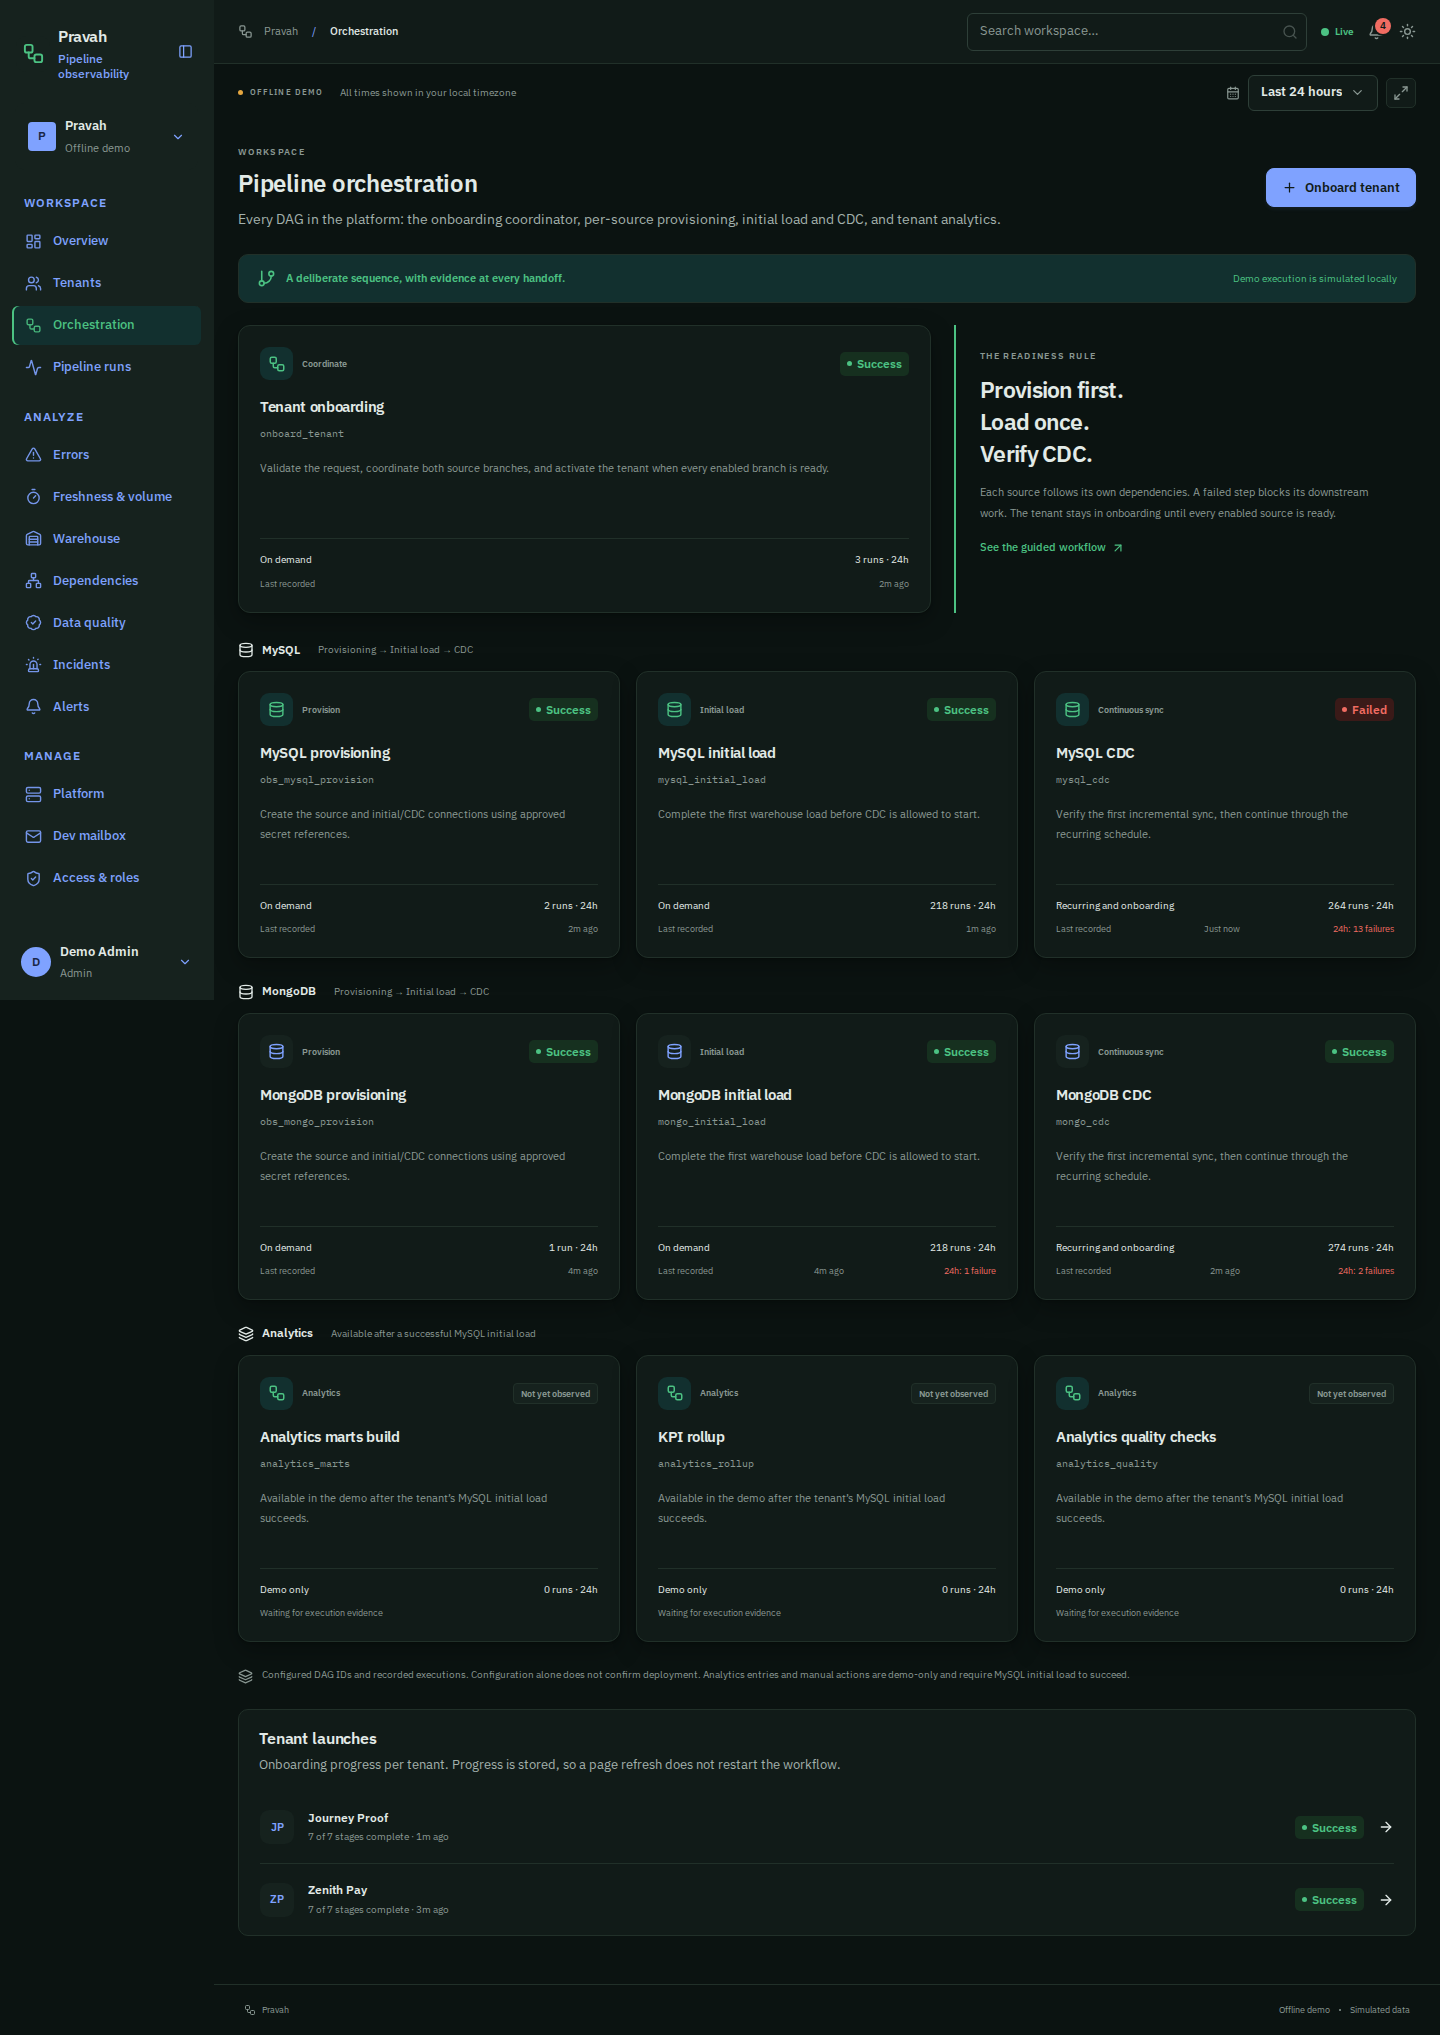 Pravah
Pipeline
observability
P
Pravah
Offline demo
WORKSPACE
Overview
Tenants
Orchestration
Pipeline runs
ANALYZE
Errors
Freshness & volume
Warehouse
Dependencies
Data quality
Incidents
Alerts
MANAGE
Platform
Dev mailbox
Access & roles
D
Demo Admin
Admin
Pravah / Orchestration
Search workspace...
Live
4
OFFLINE DEMO All times shown in your local timezone
Last 24 hours
WORKSPACE
Pipeline orchestration
Every DAG in the platform: the onboarding coordinator, per-source provisioning, initial load and CDC, and tenant analytics.
Onboard tenant
A deliberate sequence, with evidence at every handoff.
Demo execution is simulated locally
Coordinate
Success
Tenant onboarding
onboard_tenant
Validate the request, coordinate both source branches, and activate the tenant when every enabled branch is ready.
On demand 3 runs · 24h
Last recorded 2m ago
THE READINESS RULE
Provision first.
Load once.
Verify CDC.
Each source follows its own dependencies. A failed step blocks its downstream
work. The tenant stays in onboarding until every enabled source is ready.
See the guided workflow
MySQL Provisioning → Initial load → CDC
Provision
Success
MySQL provisioning
obs_mysql_provision
Create the source and initial/CDC connections using approved
secret references.
On demand 2 runs · 24h
Last recorded 2m ago
Initial load
Success
MySQL initial load
mysql_initial_load
Complete the first warehouse load before CDC is allowed to start.
On demand 218 runs · 24h
Last recorded 1m ago
Continuous sync
Failed
MySQL CDC
mysql_cdc
Verify the first incremental sync, then continue through the
recurring schedule.
Recurring and onboarding 264 runs · 24h
Last recorded Just now 24h: 13 failures
MongoDB Provisioning → Initial load → CDC
Provision
Success
MongoDB provisioning
obs_mongo_provision
Create the source and initial/CDC connections using approved
secret references.
On demand 1 run · 24h
Last recorded 4m ago
Initial load
Success
MongoDB initial load
mongo_initial_load
Complete the first warehouse load before CDC is allowed to start.
On demand 218 runs · 24h
Last recorded 4m ago 24h: 1 failure
Continuous sync
Success
MongoDB CDC
mongo_cdc
Verify the first incremental sync, then continue through the
recurring schedule.
Recurring and onboarding 274 runs · 24h
Last recorded 2m ago 24h: 2 failures
Analytics Available after a successful MySQL initial load
Analytics
Not yet observed
Analytics marts build
analytics_marts
Available in the demo after the tenant's MySQL initial load
succeeds.
Demo only 0 runs · 24h
Waiting for execution evidence
Analytics
Not yet observed
KPI rollup
analytics_rollup
Available in the demo after the tenant's MySQL initial load
succeeds.
Demo only 0 runs · 24h
Waiting for execution evidence
Analytics
Not yet observed
Analytics quality checks
analytics_quality
Available in the demo after the tenant's MySQL initial load
succeeds.
Demo only 0 runs · 24h
Waiting for execution evidence
Configured DAG IDs and recorded executions. Configuration alone does not confirm deployment. Analytics entries and manual actions are demo-only and require MySQL initial load to succeed.
Tenant launches
Onboarding progress per tenant. Progress is stored, so a page refresh does not restart the workflow.
JP
Journey Proof
7 of 7 stages complete · 1m ago
Success
ZP
Zenith Pay
7 of 7 stages complete · 3m ago
Success
Pravah
Offline demo · Simulated data